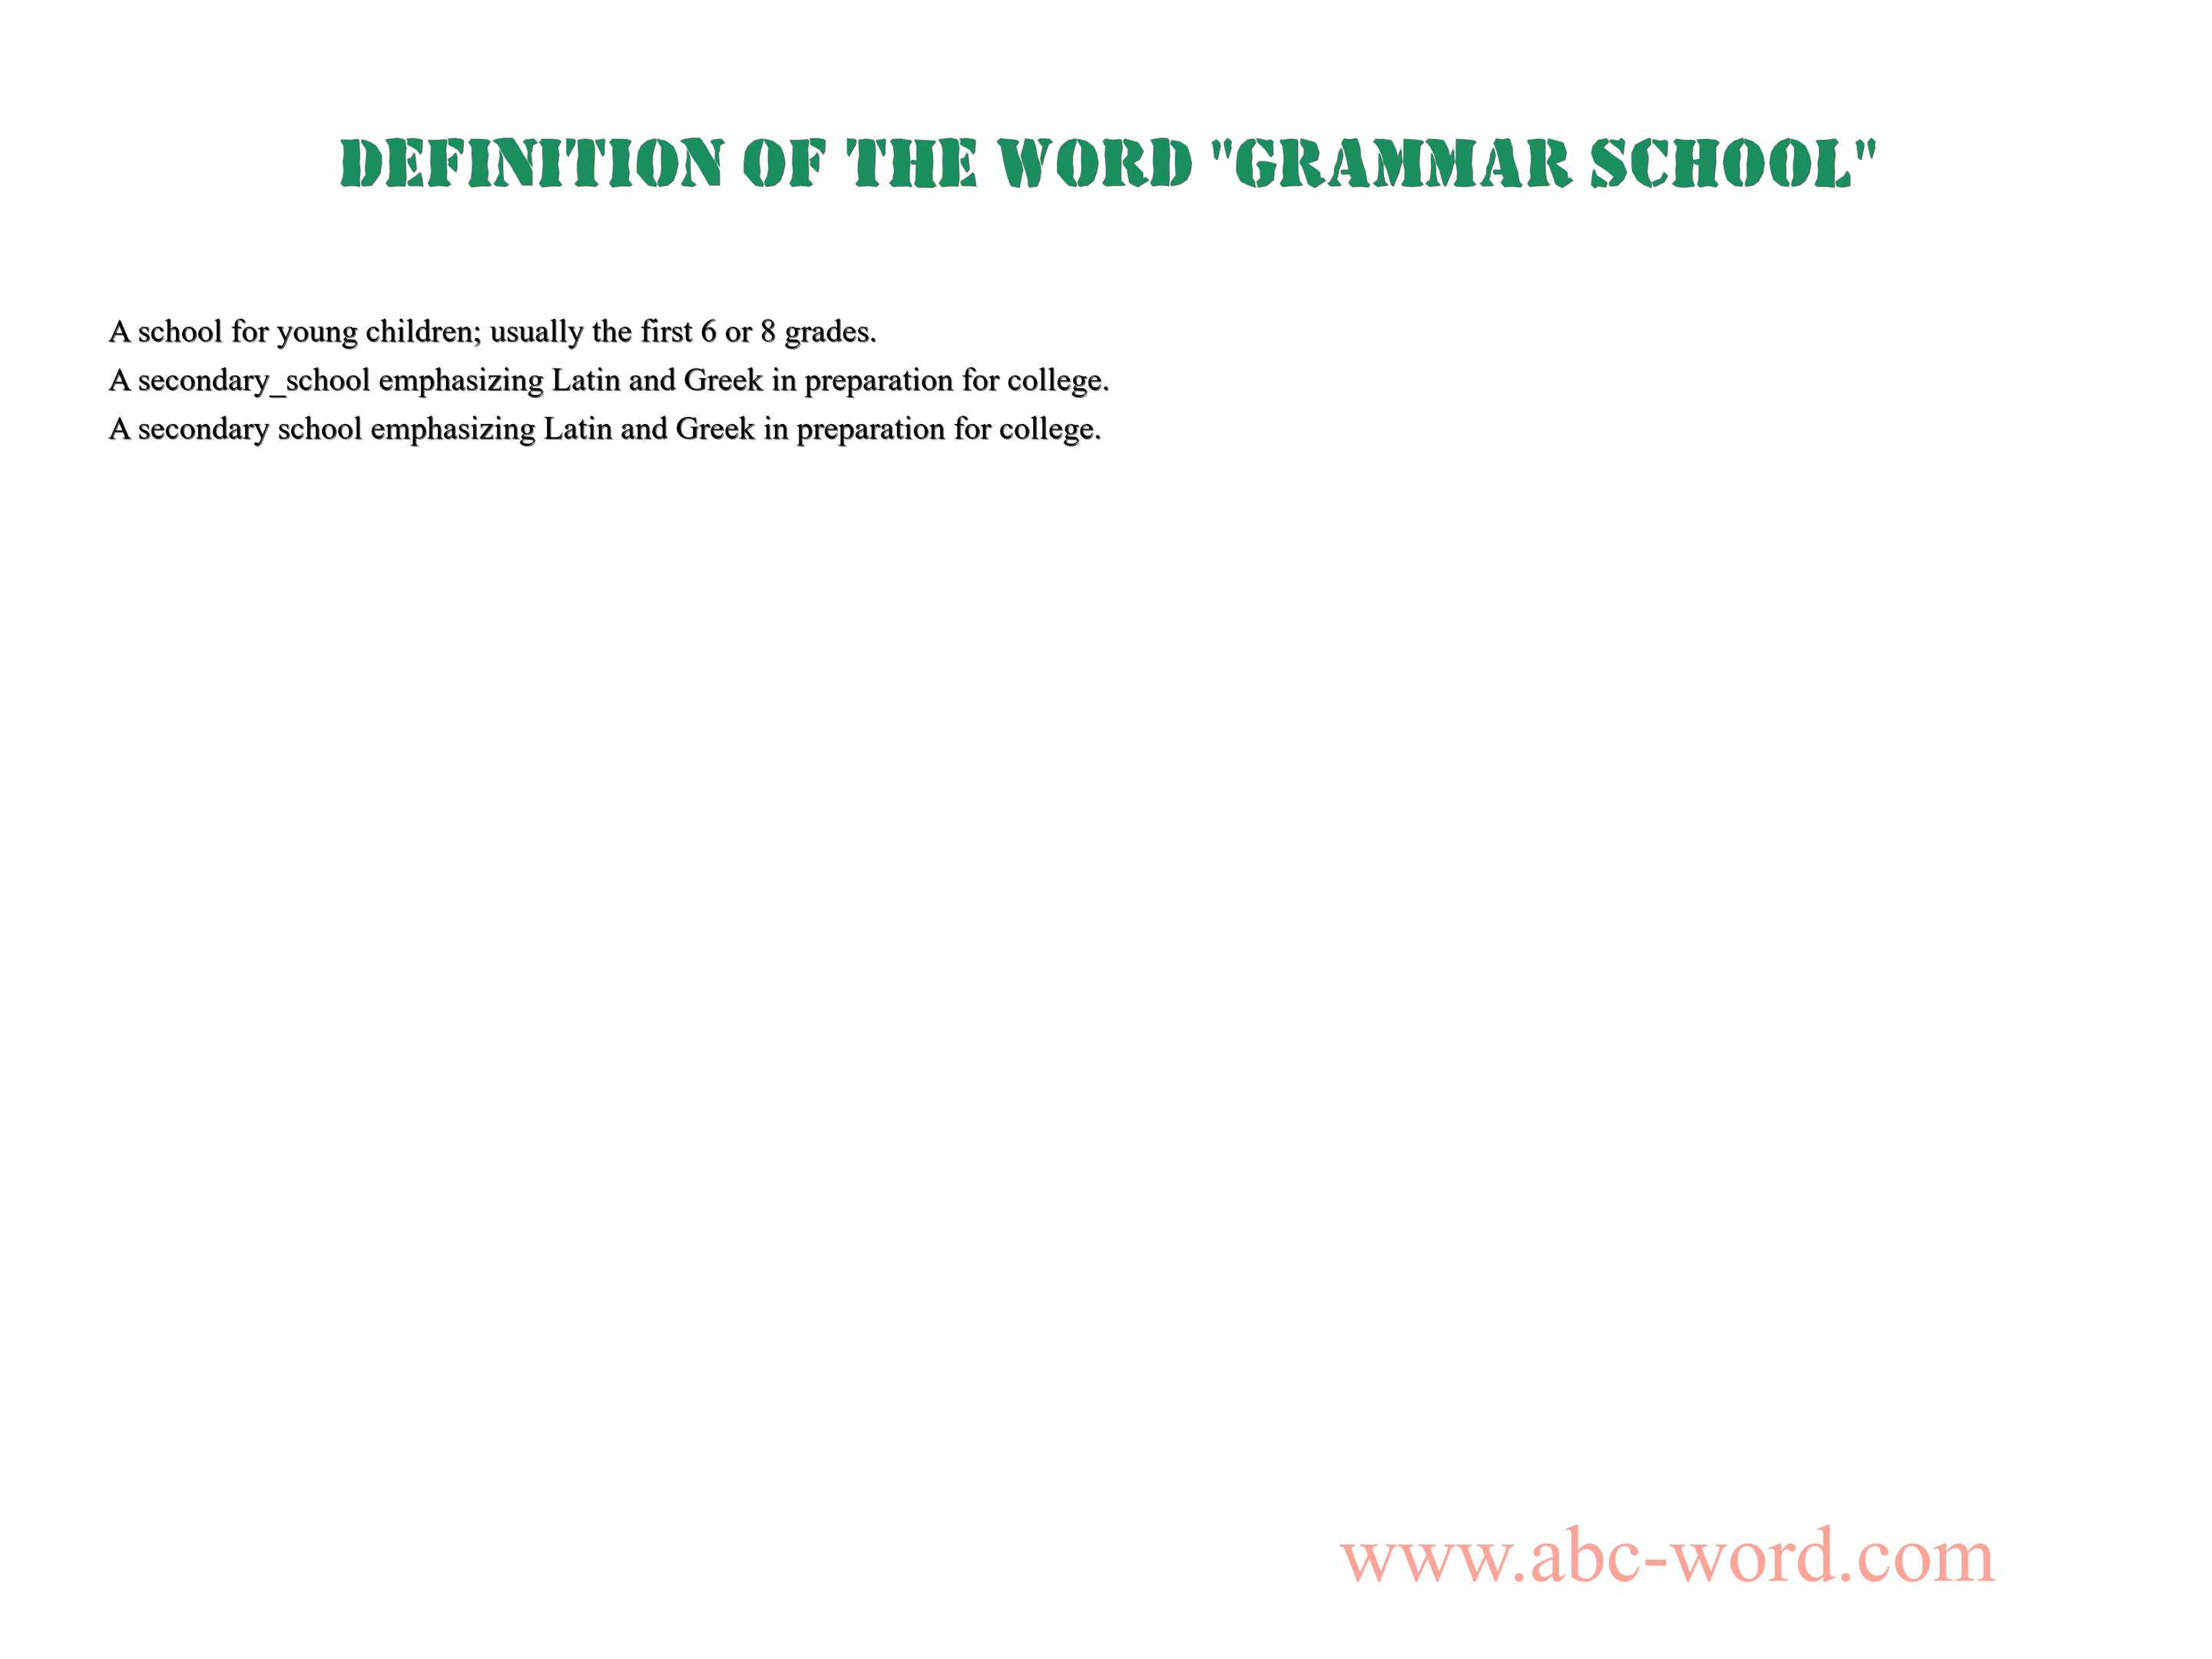 DEFINITION OF THE WORD "GRAMMAR SCHOOL"
A school for young children; usually the first 6 or 8 grades.
A secondary_school emphasizing Latin and Greek in preparation for college.
A secondary school emphasizing Latin and Greek in preparation for college.
www.abc-word.com